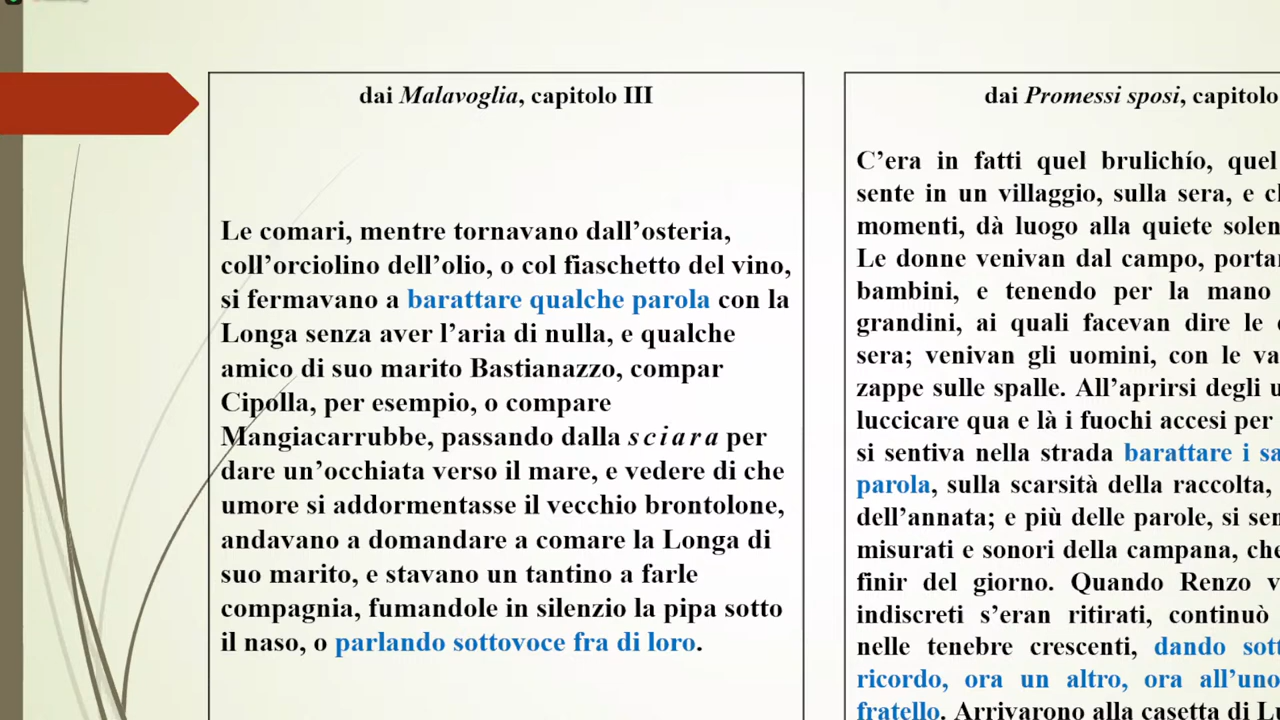 dai Malavoglia, capitolo III
Le comari, mentre tornavano dall’osteria,
coll’orciolino dell’olio, o col fiaschetto del vino,
si fermavano a barattare qualche parola con la
Longa senza aver l’aria di nulla, e qualche
amico di suo marito Bastianazzo, compar
Cipolla, per esempio, o compare
Mangiacarrubbe, passando dalla sciara per
dare un’occhiata verso il mare, e vedere di che
umore si addormentasse il vecchio brontolone,
andavano a domandare a comare la Longa di
suo marito, e stavano un tantino a farle
compagnia, fumandole in silenzio la pipa sotto
il naso, o parlando sottovoce fra di loro.
dai Promessi sposi, capitolo
C’era in fatti quel brulichío, quel
sente in un villaggio, sulla sera, e
momenti, dà luogo alla quiete
Le donne venivan dal campo,
bambini, e tenendo per la mano
grandini, ai quali facevan dire le
sera; venivan gli uomini, con le
zappe sulle spalle. All’aprirsi degli
luccicare qua e là i fuochi accesi per
si sentiva nella strada barattare i
parola, sulla scarsità della raccolta,
dell’annata; e più delle parole, si
misurati e sonori della campana,
finir del giorno. Quando Renzo
indiscreti s’eran ritirati, continuò
nelle tenebre crescenti, dando
ricordo, ora un altro, ora
fratello. Arrivarono alla casetta di